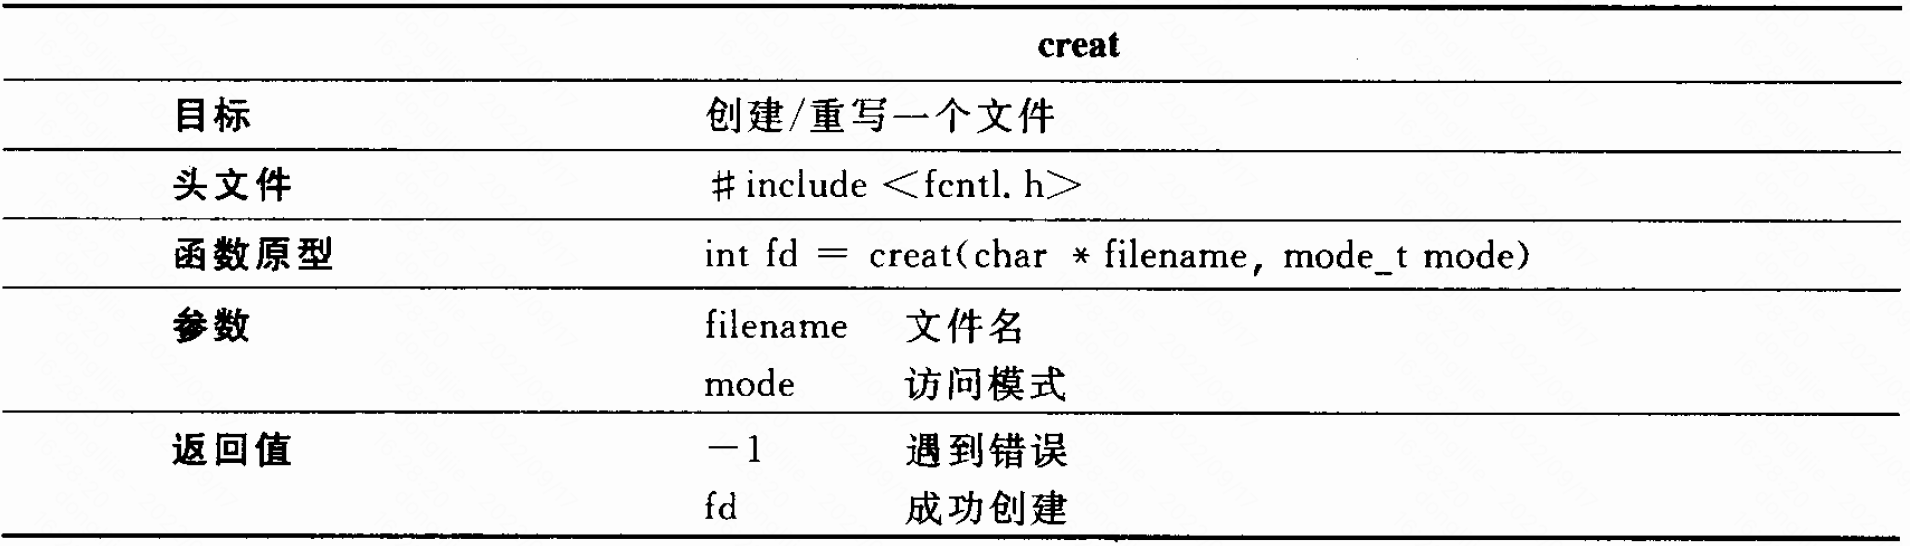 creat
目标 创建/重写一个文件
头文件 #include <fcntl.h>
函数原型 int fd = creat(char *filename, mode_t mode)
参数 filename 文件名
mode 访问模式
返回值 -1 遇到错误
fd 成功创建